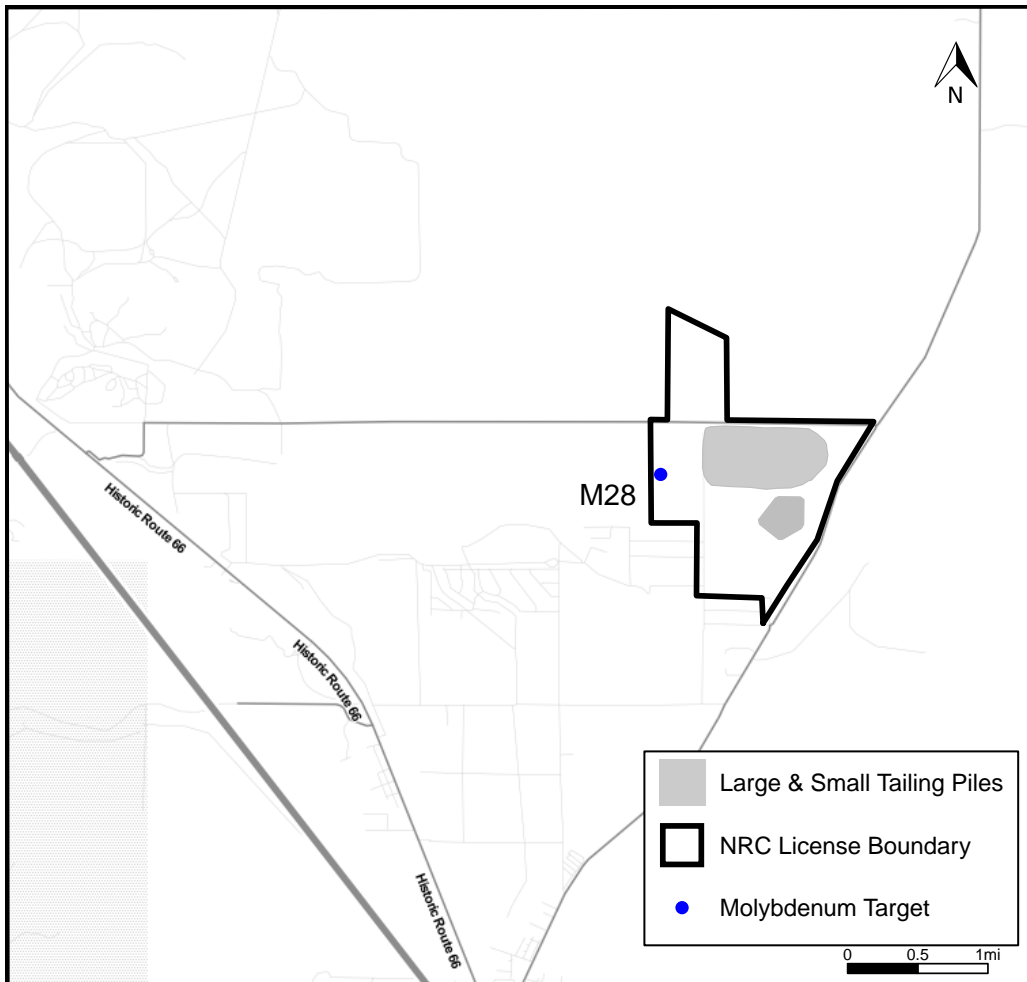 N
M28
Historic Route 66
Historic Route 66
Historic Route 66
Large & Small Tailing Piles
NRC License Boundary
Molybdenum Target
0 0.5 1mi